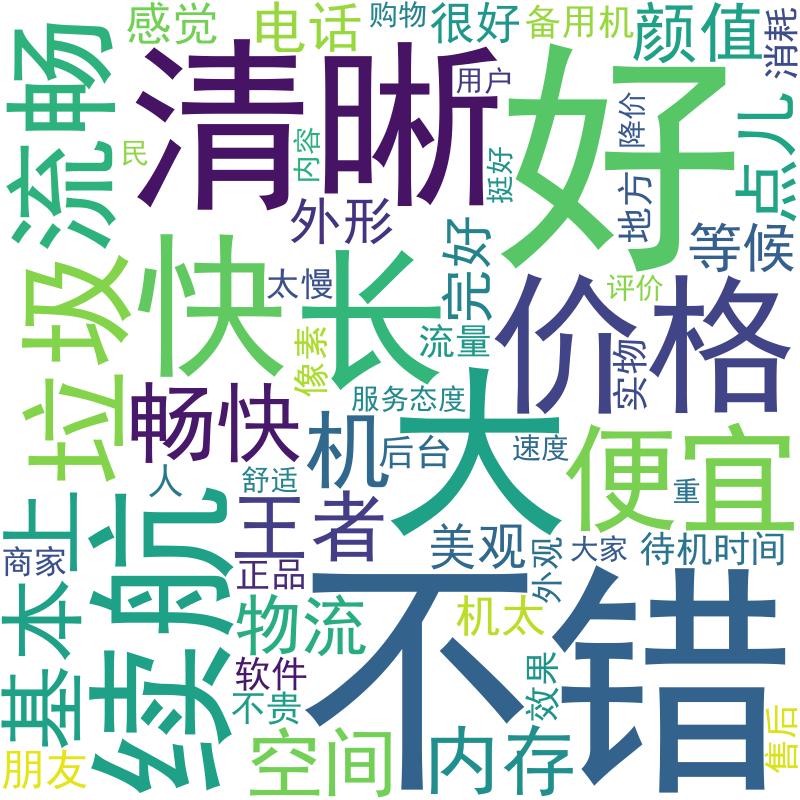 感觉
电话
购物
很好
备用机
颜值
消耗
流畅
清晰
用户
好
降价
点儿
民
内容
挺好
地方
外形
完好
等候
垃圾
快
长
太慢
价格
评价
像素
流量
实物
畅快
服务态度
机
大
后台
速度
便宜
人
舒适
重
基本上
续航
王者
美观
外观
大家
待机时间
商家
正品
不错
物流
机太
软件
效果
不贵
朋友
空间
内存
售后